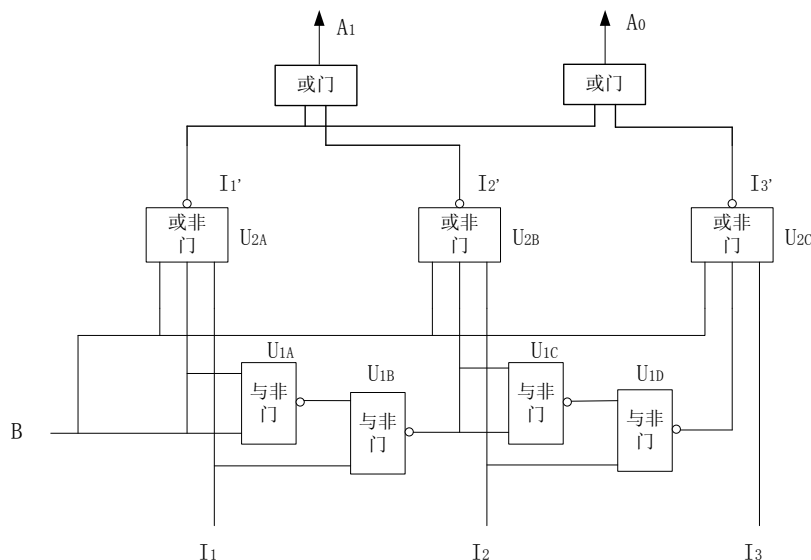 A1
A0
或门
或门
I1'
I2'
I3'
或非
门
U2A
或非
门
U2B
或非
门
U2C
U1A
U1B
U1C
U1D
与非
门
与非
门
与非
门
与非
门
B
I1
I2
I3